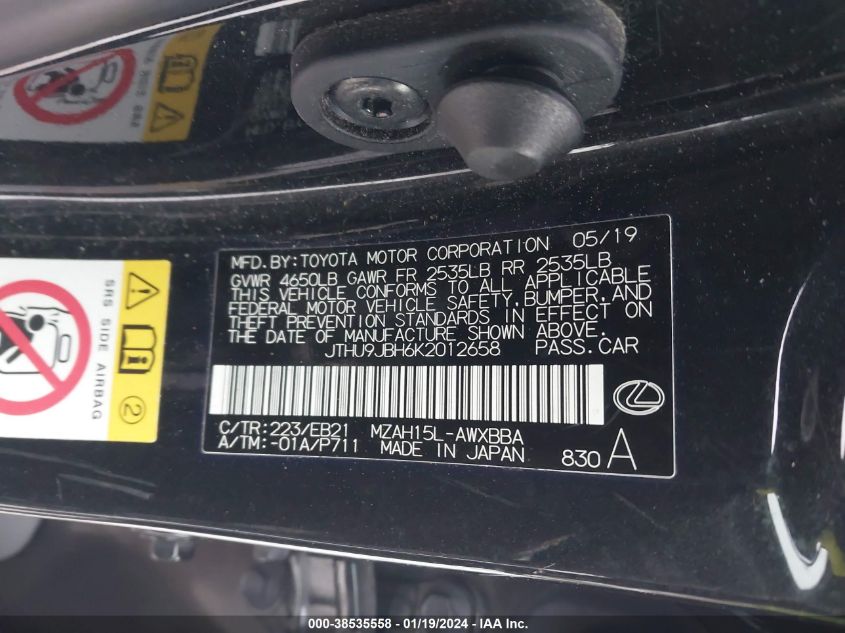 MFD. BY: TOYOTA MOTOR CORPORATION 05/19
GVWR 4650LB GAWR FR 2535LB RR 2535LB
THIS VEHICLE CONFORMS TO ALL APPLICABLE
FEDERAL MOTOR VEHICLE SAFETY, BUMPER, AND
THEFT PREVENTION STANDARDS IN EFFECT ON
THE DATE OF MANUFACTURE SHOWN ABOVE.
JTHU9JBH6K2012658 PASS. CAR
C/TR: 223/EB21 MZAH15L-AWXBBA
A/TM: -01A/P711 MADE IN JAPAN 830 A
SRS SIDE AIRBAG
2
000-38535558 - 01/19/2024 - IAANS USA INC.